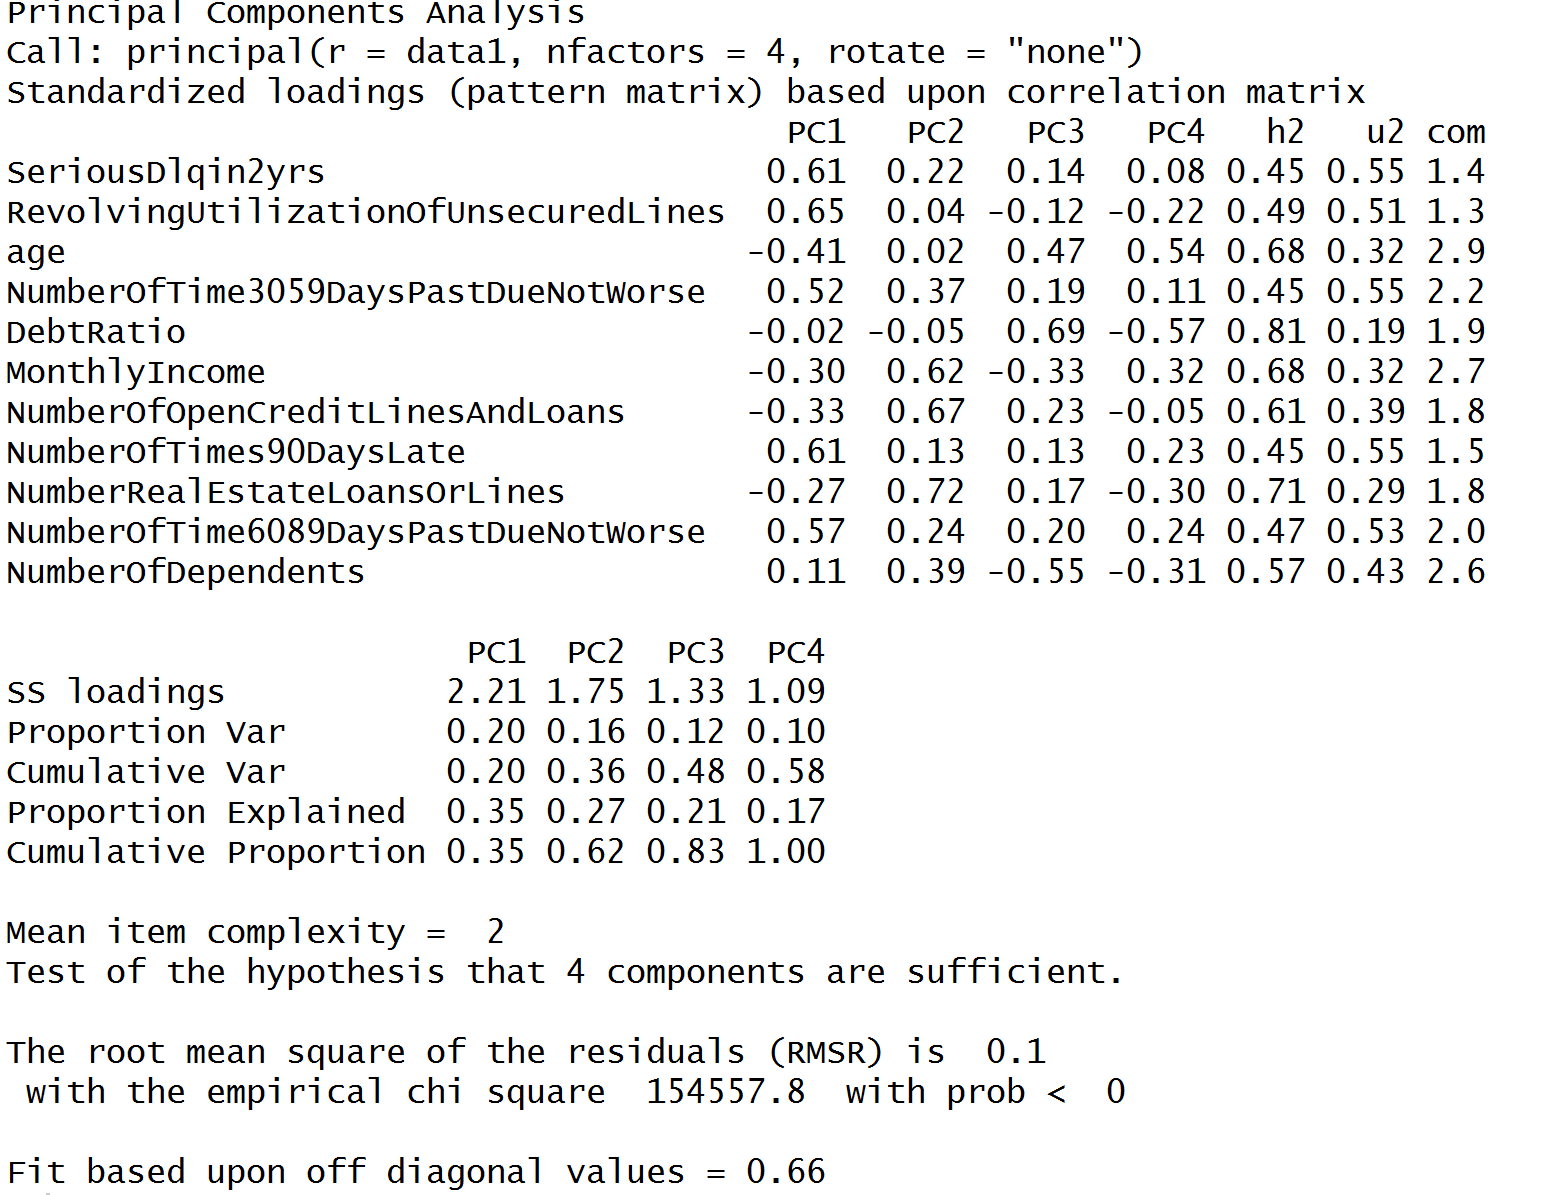 Principal Components Analysis
Call: principal(r = data1, nfactors = 4, rotate = "none")
Standardized loadings (pattern matrix) based upon correlation matrix
PC1 PC2 PC3 PC4 h2 u2 com
SeriousDlqin2yrs 0.61 0.22 0.14 0.08 0.45 0.55 1.4
RevolvingUtilizationOfUnsecuredLines 0.65 0.04 -0.12 -0.22 0.49 0.51 1.3
age -0.41 0.02 0.47 0.54 0.68 0.32 2.9
NumberOfTime3059DaysPastDueNotWorse 0.52 0.37 0.19 0.11 0.45 0.55 2.2
DebtRatio -0.02 -0.05 0.69 -0.57 0.81 0.19 1.9
MonthlyIncome -0.30 0.62 -0.33 0.32 0.68 0.32 2.7
NumberOfOpenCreditLinesAndLoans -0.33 0.67 0.23 -0.05 0.61 0.39 1.8
NumberOfTimes90DaysLate 0.61 0.13 0.13 0.23 0.45 0.55 1.5
NumberRealEstateLoansOrLines -0.27 0.72 0.17 -0.30 0.71 0.29 1.8
NumberOfTime6089DaysPastDueNotWorse 0.57 0.24 0.20 0.24 0.47 0.53 2.0
NumberOfDependents 0.11 0.39 -0.55 -0.31 0.57 0.43 2.6
PC1 PC2 PC3 PC4
SS loadings 2.21 1.75 1.33 1.09
Proportion Var 0.20 0.16 0.12 0.10
Cumulative Var 0.20 0.36 0.48 0.58
Proportion Explained 0.35 0.27 0.21 0.17
Cumulative Proportion 0.35 0.62 0.83 1.00
Mean item complexity = 2
Test of the hypothesis that 4 components are sufficient.
The root mean square of the residuals (RMSR) is 0.1
with the empirical chi square 154557.8 with prob < 0
Fit based upon off diagonal values = 0.66